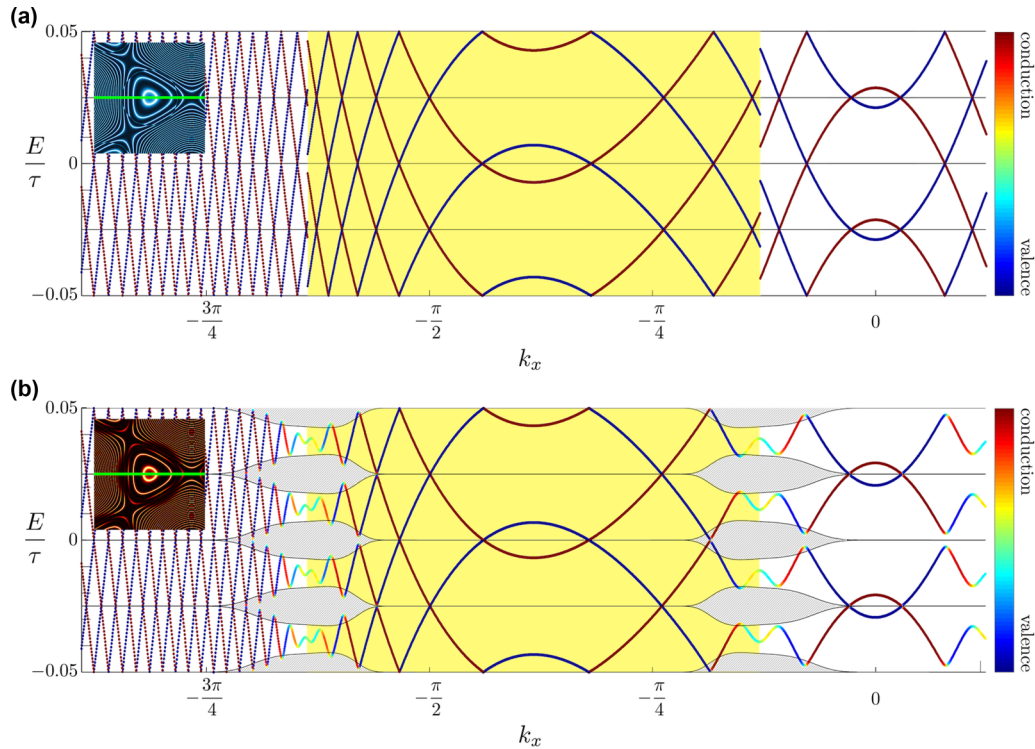 (a)
0.05
E
τ
0
−0.05
−3π/4
−π/2
−π/4
0
k_x
conduction
valence
(b)
0.05
E
τ
0
−0.05
−3π/4
−π/2
−π/4
0
k_x
conduction
valence